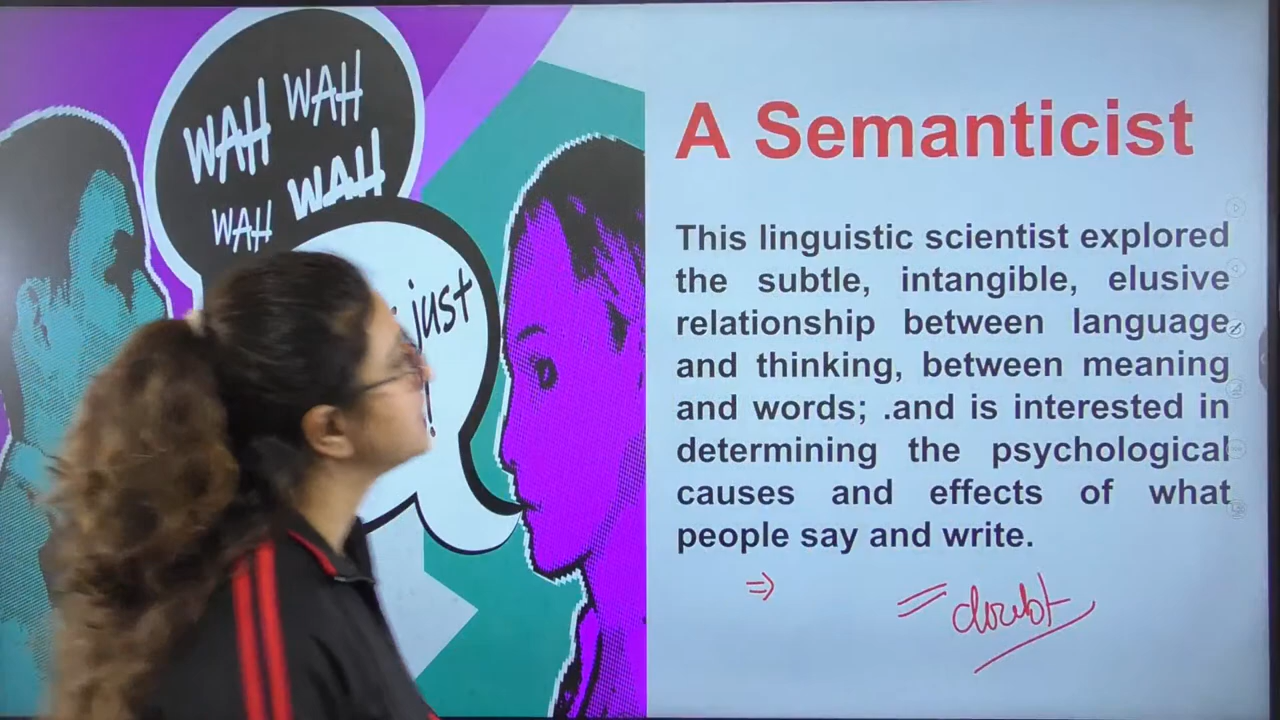 WAH WAH
WAH WAH
just
!
A Semanticist
This linguistic scientist explored
the subtle, intangible, elusive
relationship between language
and thinking, between meaning
and words; .and is interested in
determining the psychological
causes and effects of what
people say and write.
⇒ = doubt